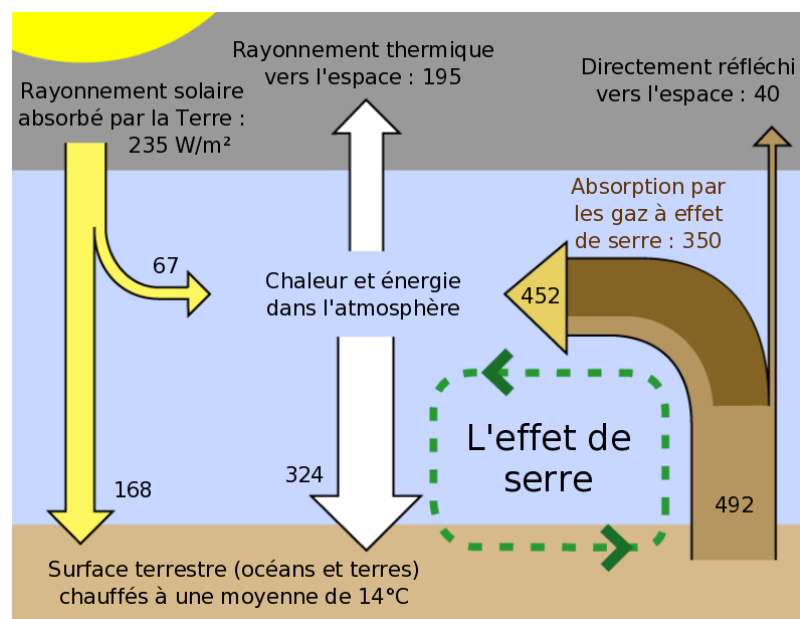 Rayonnement solaire
absorbé par la Terre :
235 W/m²
Rayonnement thermique
vers l'espace : 195
Directement réfléchi
vers l'espace : 40
Absorption par
les gaz à effet
de serre : 350
67
Chaleur et énergie
dans l'atmosphère
452
L'effet de
serre
168
324
492
Surface terrestre (océans et terres)
chauffés à une moyenne de 14°C